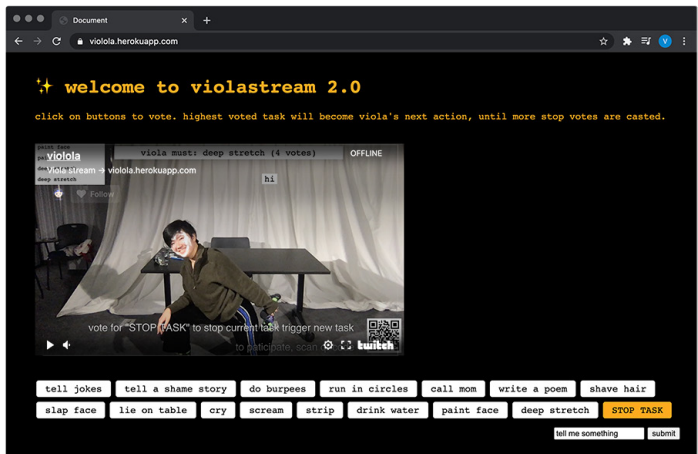 Document
violola.herokuapp.com
V
✨ welcome to violastream 2.0
click on buttons to vote. highest voted task will become viola's next action, until more stop votes are casted.
paint face
deep stretch
violola
viola must: deep stretch (4 votes)
OFFLINE
Viola stream → violola.herokuapp.com
hi
Follow
vote for "STOP TASK" to stop current task trigger new task
to paticipate, scan
twitch
tell jokes
tell a shame story
do burpees
run in circles
call mom
write a poem
shave hair
slap face
lie on table
cry
scream
strip
drink water
paint face
deep stretch
STOP TASK
tell me something
submit